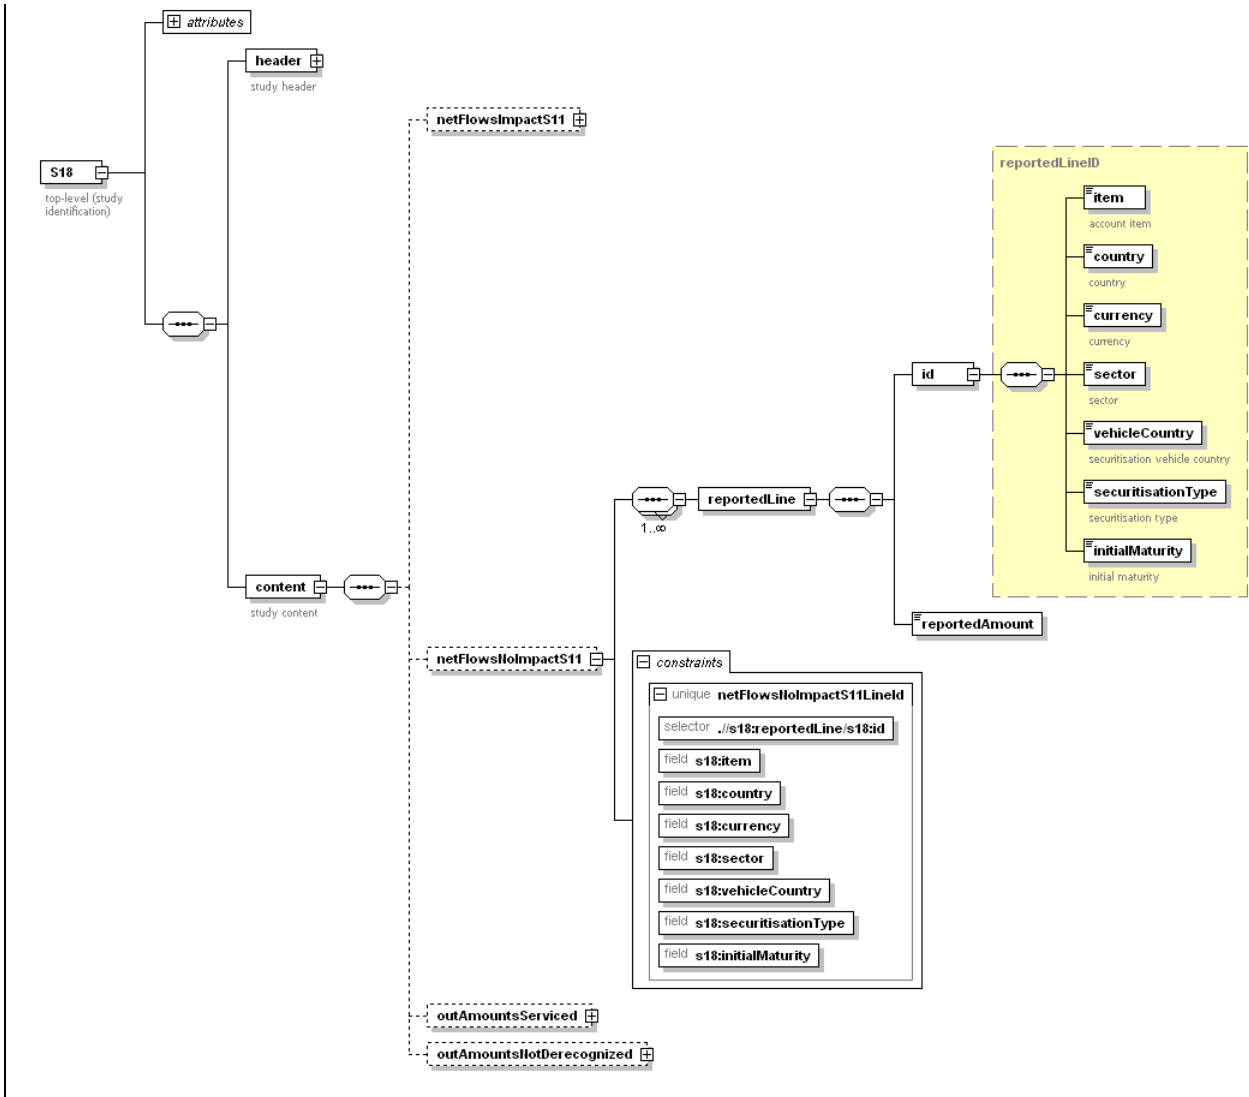 attributes
header
study header
netFlowsImpactS11
S18
top-level (study
identification)
reportedLineID
item
account item
country
country
currency
currency
id
sector
sector
vehicleCountry
securitisation vehicle country
securitisationType
securitisation type
reportedLine
1..∞
initialMaturity
initial maturity
content
study content
reportedAmount
netFlowsNoImpactS11
constraints
unique netFlowsNoImpactS11LineId
selector .//s18:reportedLine/s18:id
field s18:item
field s18:country
field s18:currency
field s18:sector
field s18:vehicleCountry
field s18:securitisationType
field s18:initialMaturity
outAmountsServiced
outAmountsNotDerecognized